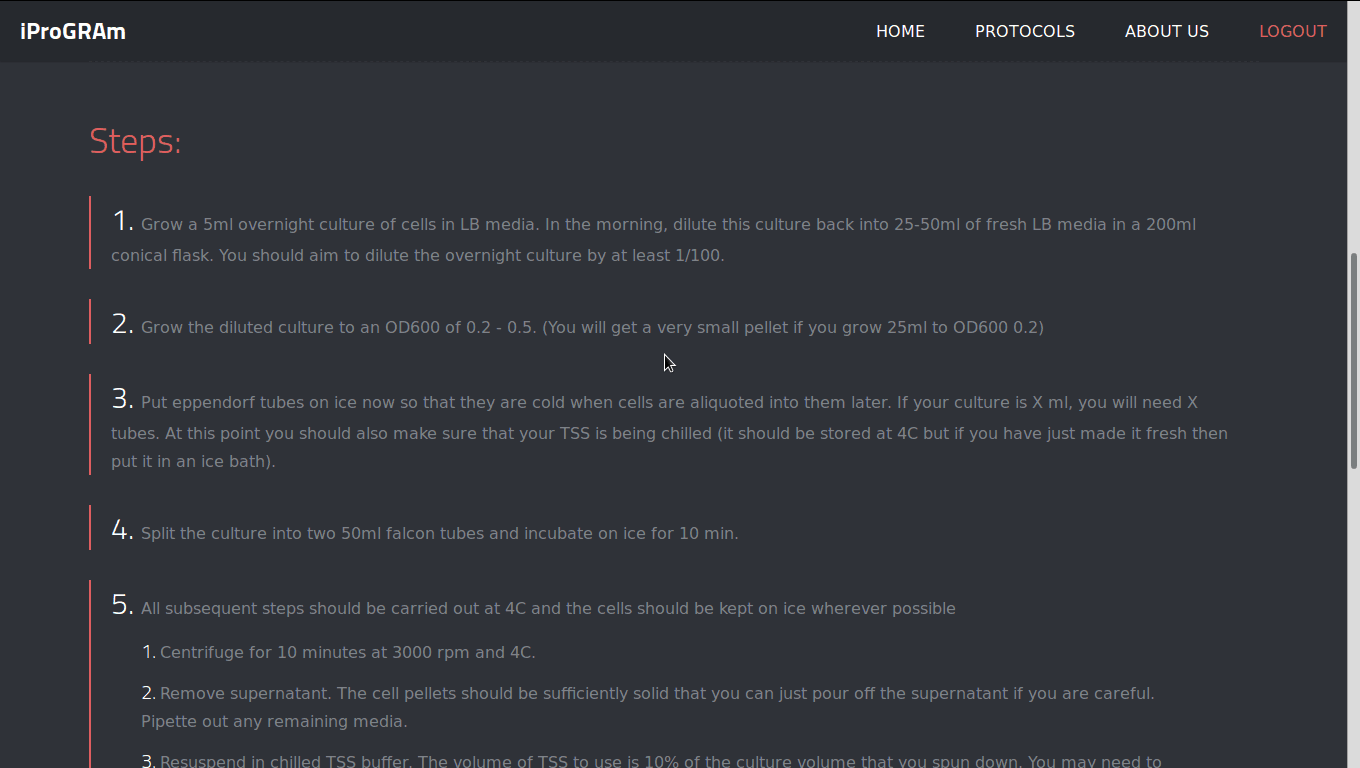 iProGRAm HOME PROTOCOLS ABOUT US LOGOUT
Steps:
1. Grow a 5ml overnight culture of cells in LB media. In the morning, dilute this culture back into 25-50ml of fresh LB media in a 200ml
conical flask. You should aim to dilute the overnight culture by at least 1/100.
2. Grow the diluted culture to an OD600 of 0.2 - 0.5. (You will get a very small pellet if you grow 25ml to OD600 0.2)
3. Put eppendorf tubes on ice now so that they are cold when cells are aliquoted into them later. If your culture is X ml, you will need X
tubes. At this point you should also make sure that your TSS is being chilled (it should be stored at 4C but if you have just made it fresh then
put it in an ice bath).
4. Split the culture into two 50ml falcon tubes and incubate on ice for 10 min.
5. All subsequent steps should be carried out at 4C and the cells should be kept on ice wherever possible
1. Centrifuge for 10 minutes at 3000 rpm and 4C.
2. Remove supernatant. The cell pellets should be sufficiently solid that you can just pour off the supernatant if you are careful.
Pipette out any remaining media.
3. Resuspend in chilled TSS buffer. The volume of TSS to use is 10% of the culture volume that you spun down. You may need to